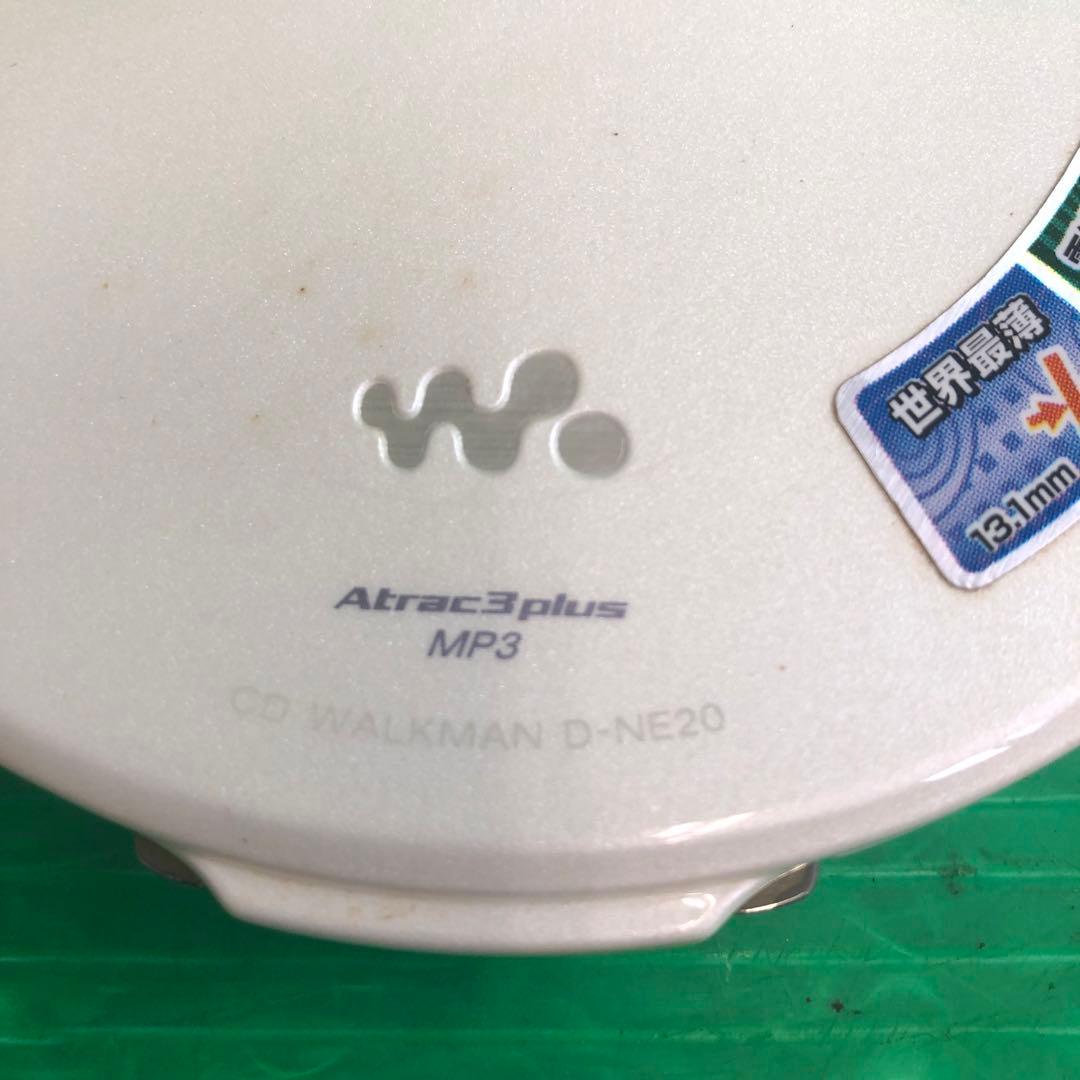 世界最薄
13.1mm
Atrac3plus
MP3
CD WALKMAN D-NE20